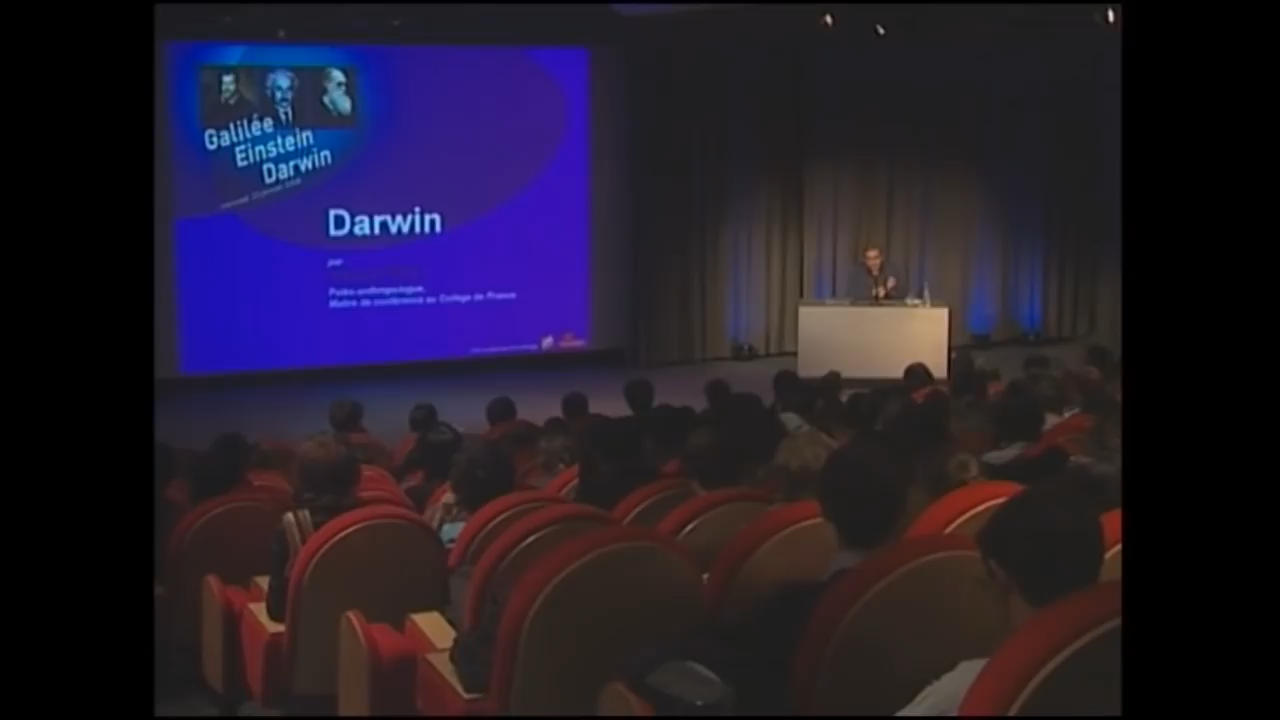 Galilée
Einstein
Darwin
Darwin
par
Paléo-anthropologue,
Maître de conférence au Collège de France